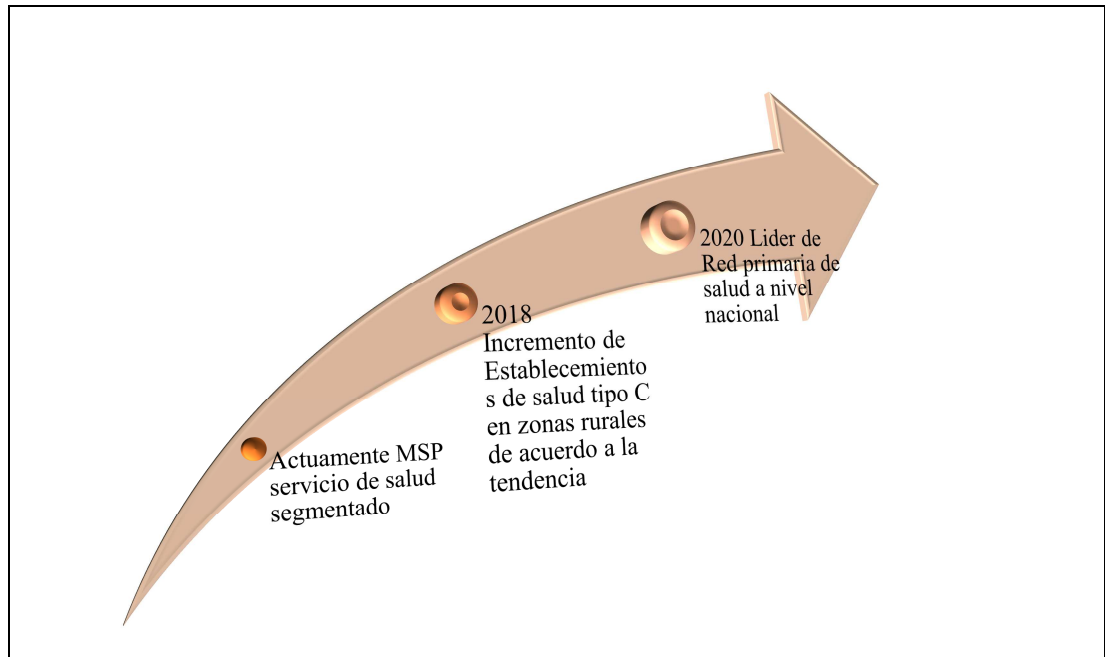 Actuamente MSP
servicio de salud
segmentado
2018
Incremento de
Establecemiento
s de salud tipo C
en zonas rurales
de acuerdo a la
tendencia
2020 Lider de
Red primaria de
salud a nivel
nacional